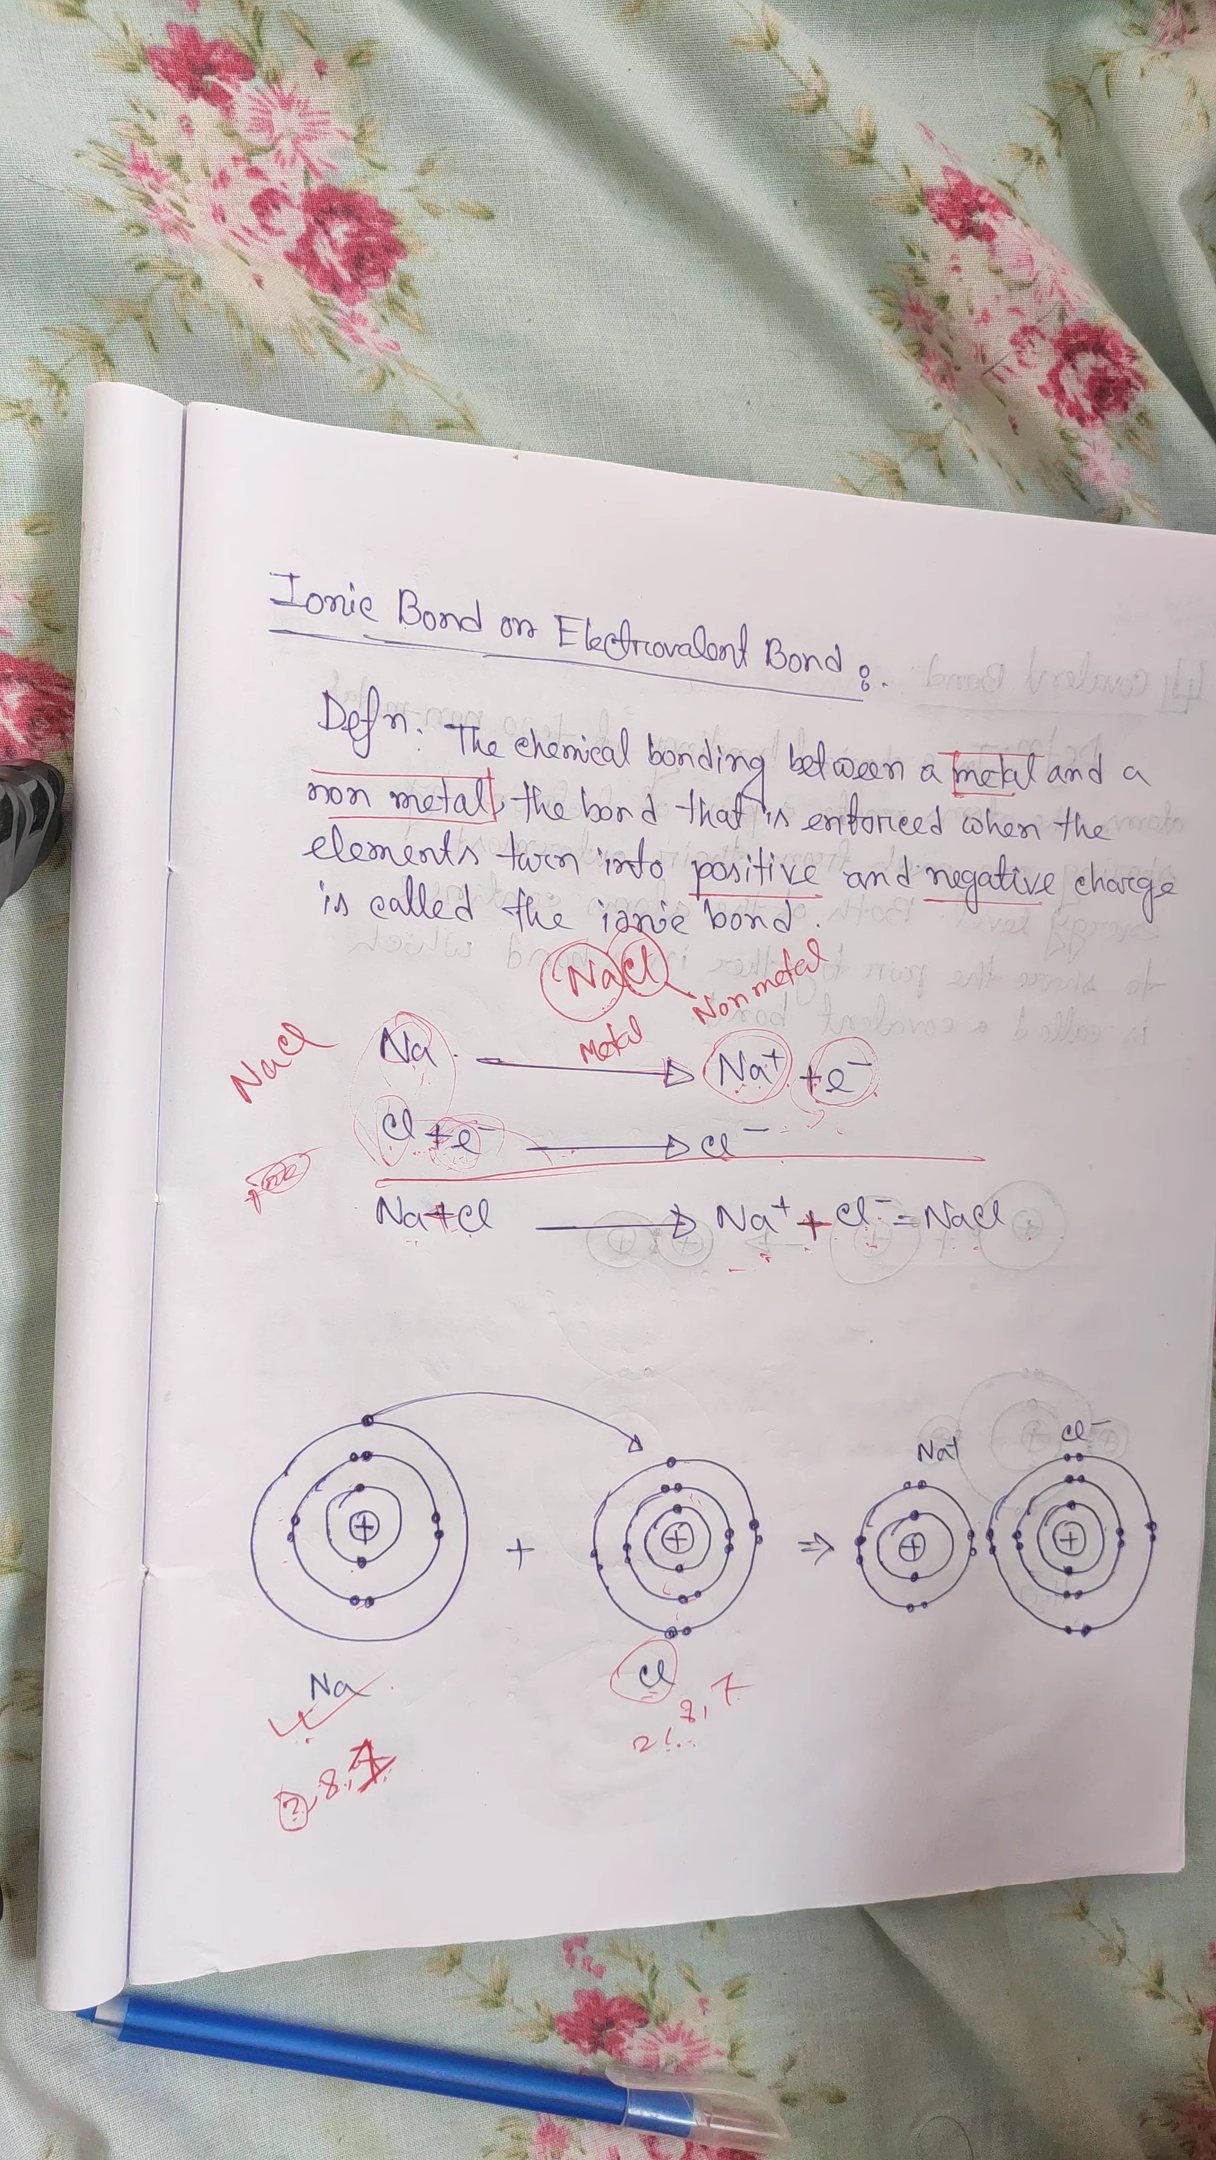 Ionic Bond or Electrovalent Bond :.
Defn: The chemical bonding between a metal and a
non metal, the bond that is enforced when the
elements turn into positive and negative charge
is called the ionic bond.
NaCl
Non metal
Metal
NaCl
Na → Na⁺ + e⁻
Cl + e⁻ → Cl⁻
Na + Cl → Na⁺ + Cl⁻ = NaCl
Na⁺ Cl⁻
+ + + ⇒ + +
Na Cl
2, 8, 7
2, 8,